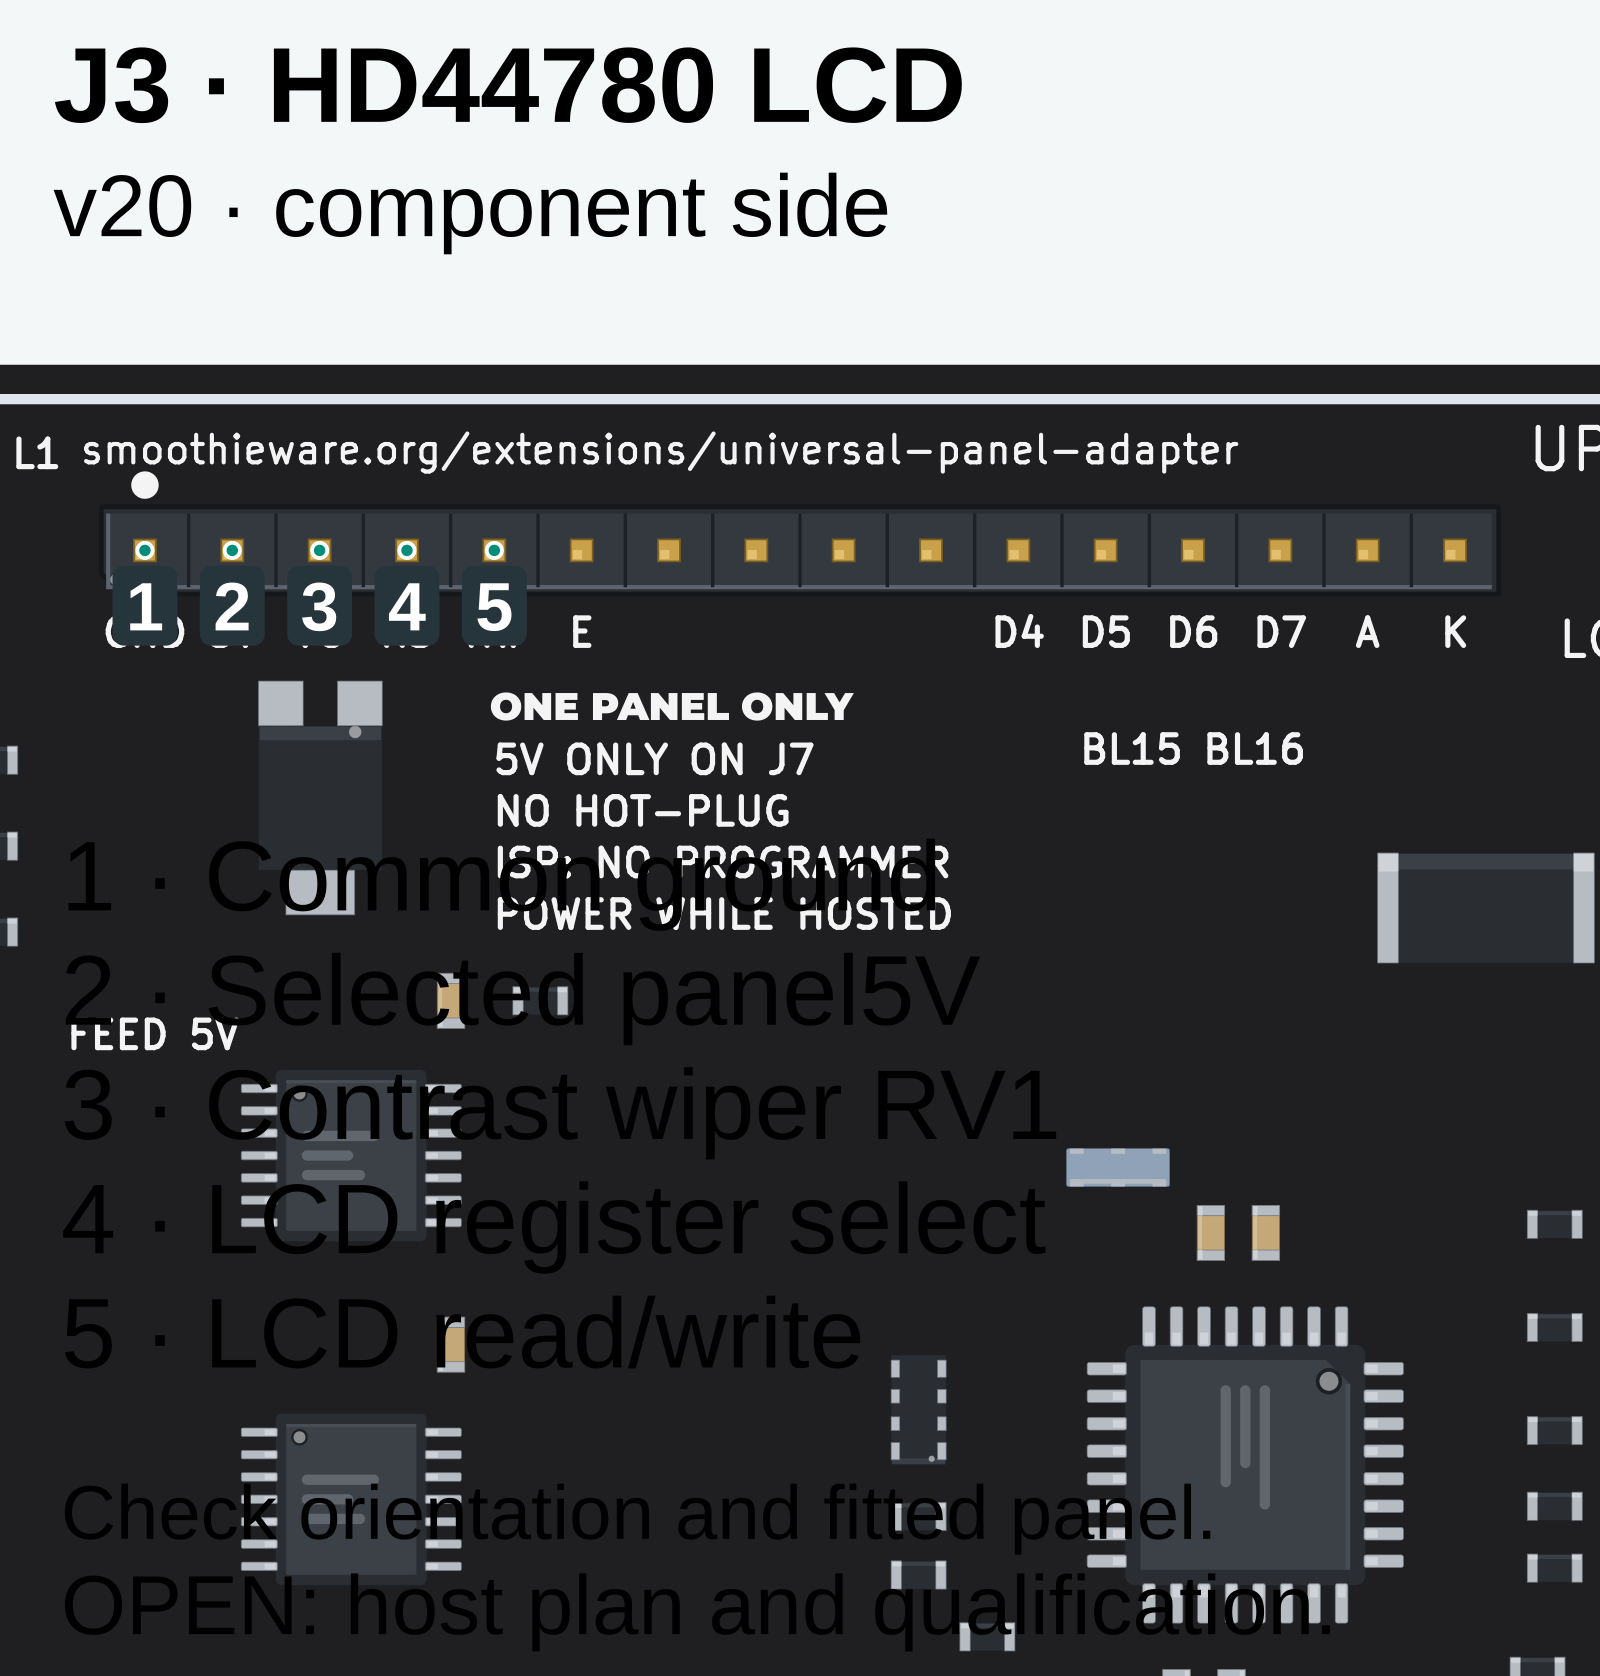 J3 · HD44780 LCD
v20 · component side
L1 smoothieware.org/extensions/universal-panel-adapter
1 2 3 4 5
E D4 D5 D6 D7 A K
ONE PANEL ONLY
5V ONLY ON J7
BL15 BL16
NO HOT-PLUG
ISP: NO PROGRAMMER
POWER WHILE HOSTED
1 · Common ground
2 · Selected panel5V
FEED 5V
3 · Contrast wiper RV1
4 · LCD register select
5 · LCD read/write
Check orientation and fitted panel.
OPEN: host plan and qualification.